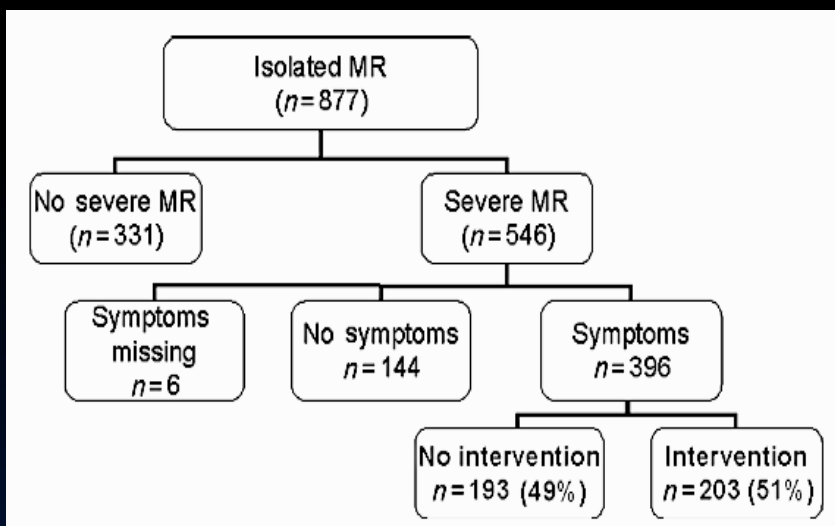 Isolated MR
(n=877)
No severe MR
(n=331)
Severe MR
(n=546)
Symptoms
missing
n=6
No symptoms
n=144
Symptoms
n=396
No intervention
n=193 (49%)
Intervention
n=203 (51%)